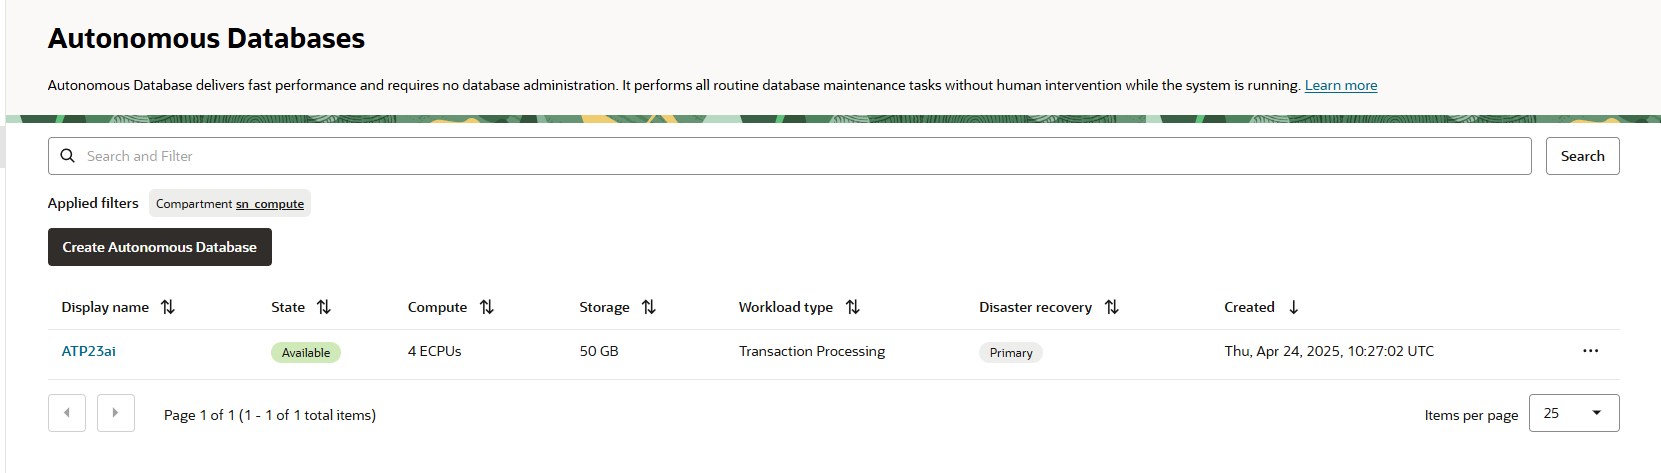 Autonomous Databases
Autonomous Database delivers fast performance and requires no database administration. It performs all routine database maintenance tasks without human intervention while the system is running. Learn more
Search and Filter
Search
Applied filters Compartment sn_compute
Create Autonomous Database
Display name State Compute Storage Workload type Disaster recovery Created
ATP23ai Available 4 ECPUs 50 GB Transaction Processing Primary Thu, Apr 24, 2025, 10:27:02 UTC
Page 1 of 1 (1 - 1 of 1 total items) Items per page 25